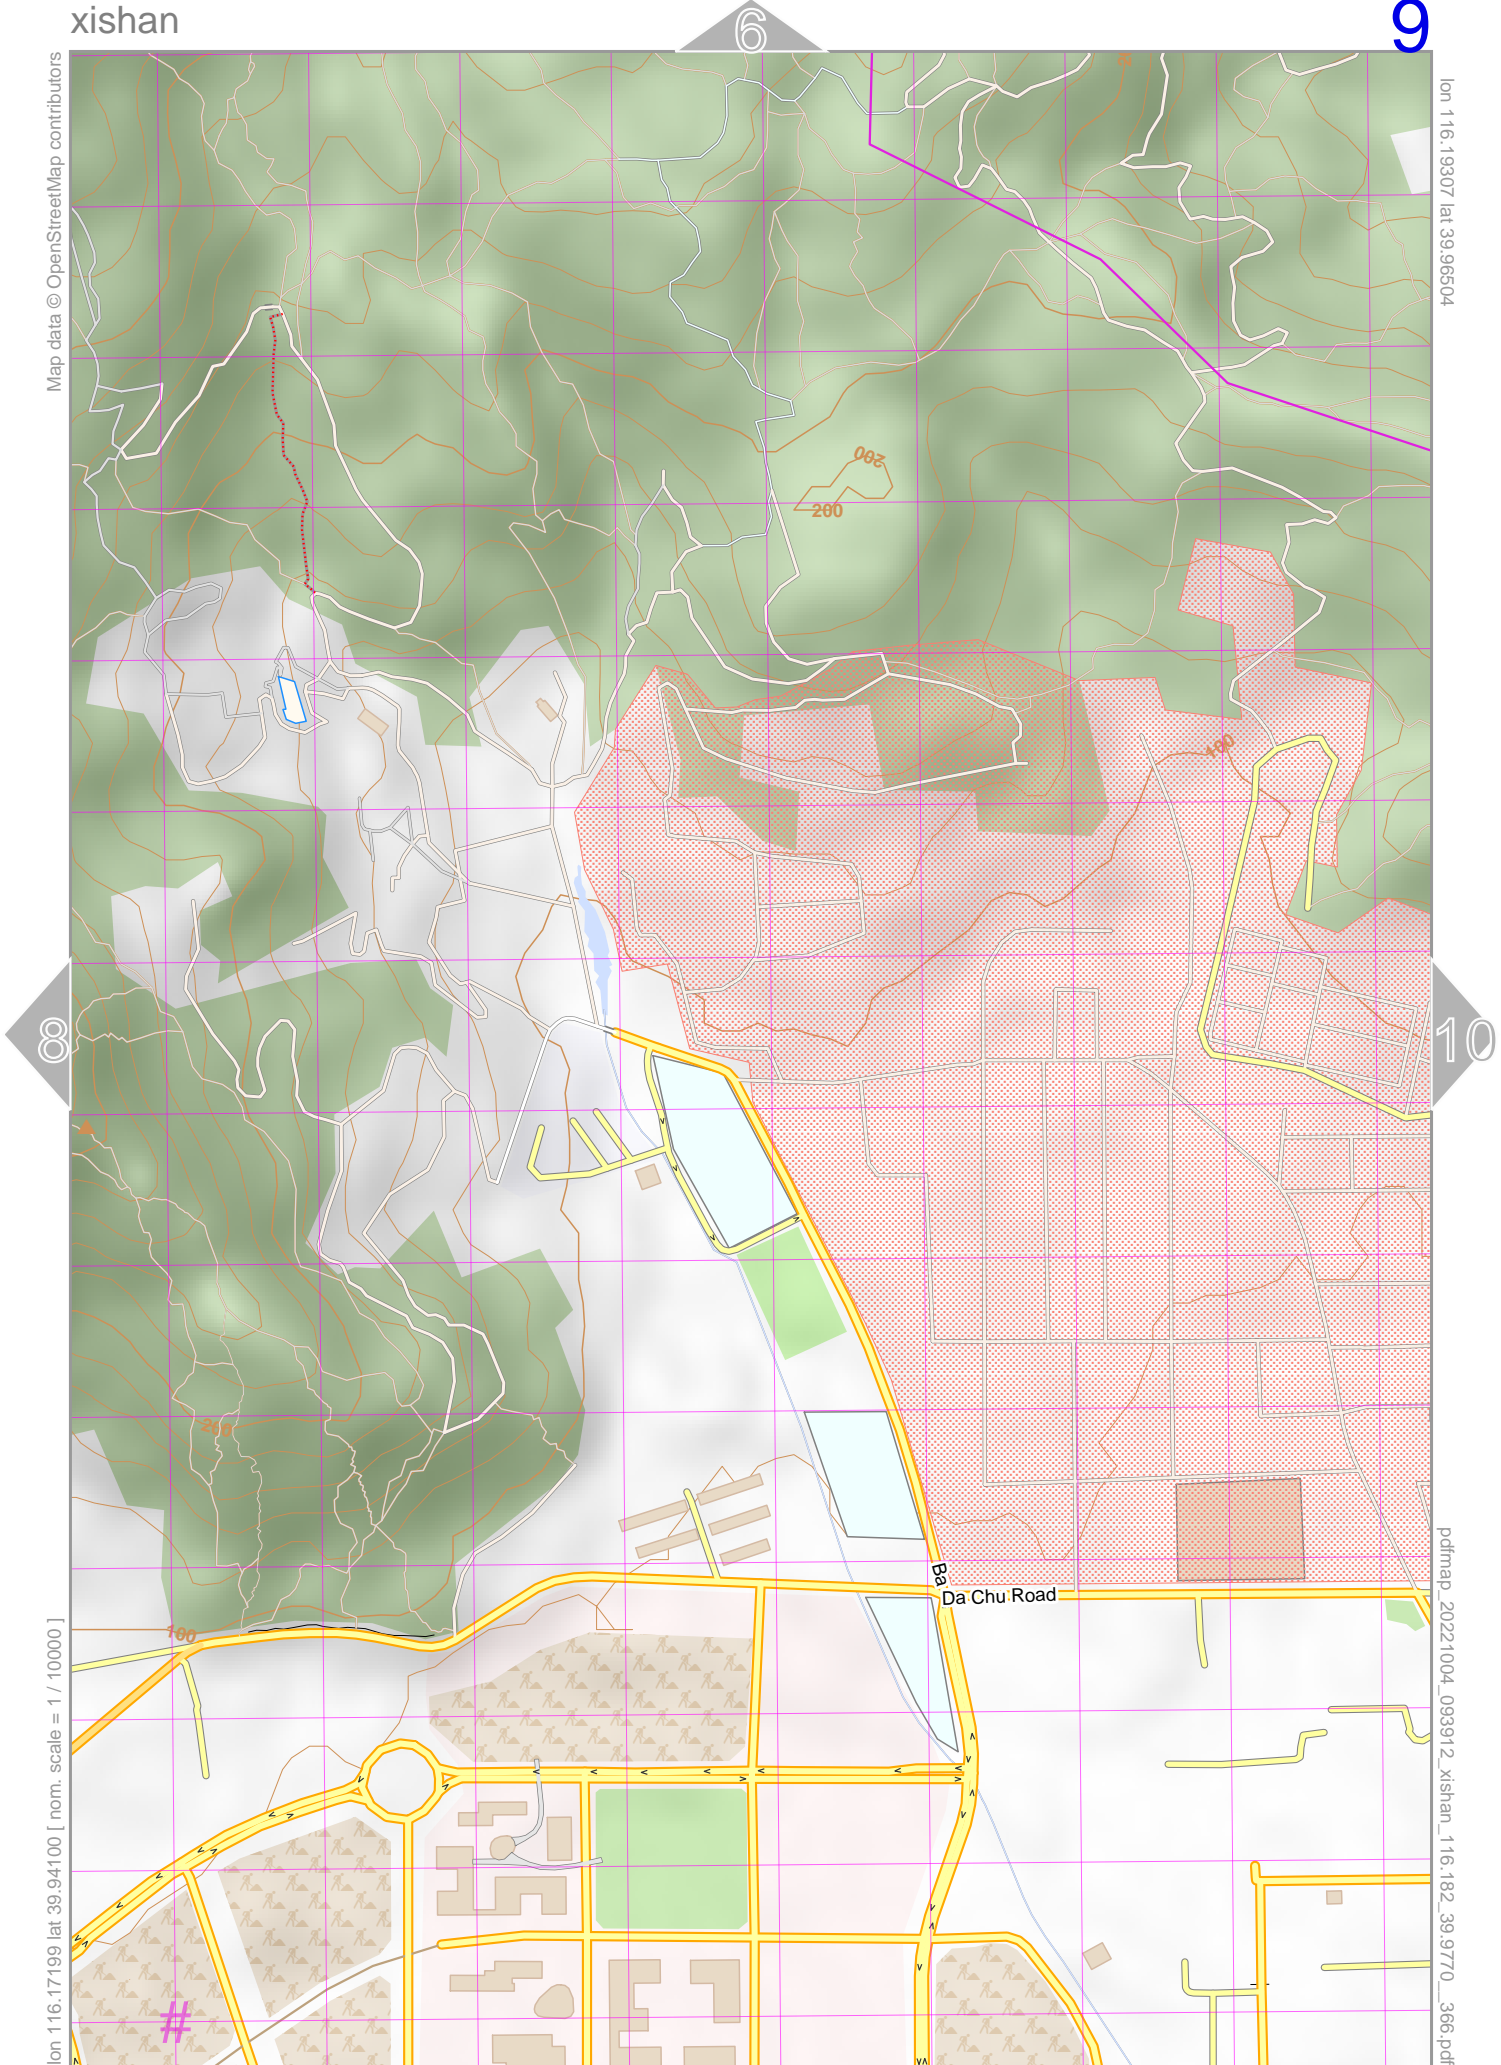 xishan
6
9
Map data © OpenStreetMap contributors
lon 116.19307 lat 39.96504
200
200
100
8
10
200
Ba
Da Chu Road
100
lon 116.17199 lat 39.94100 [ nom. scale = 1 / 10000 ]
pdfmap_20221004_093912_xishan_116.182_39.9770__366.pdf
#